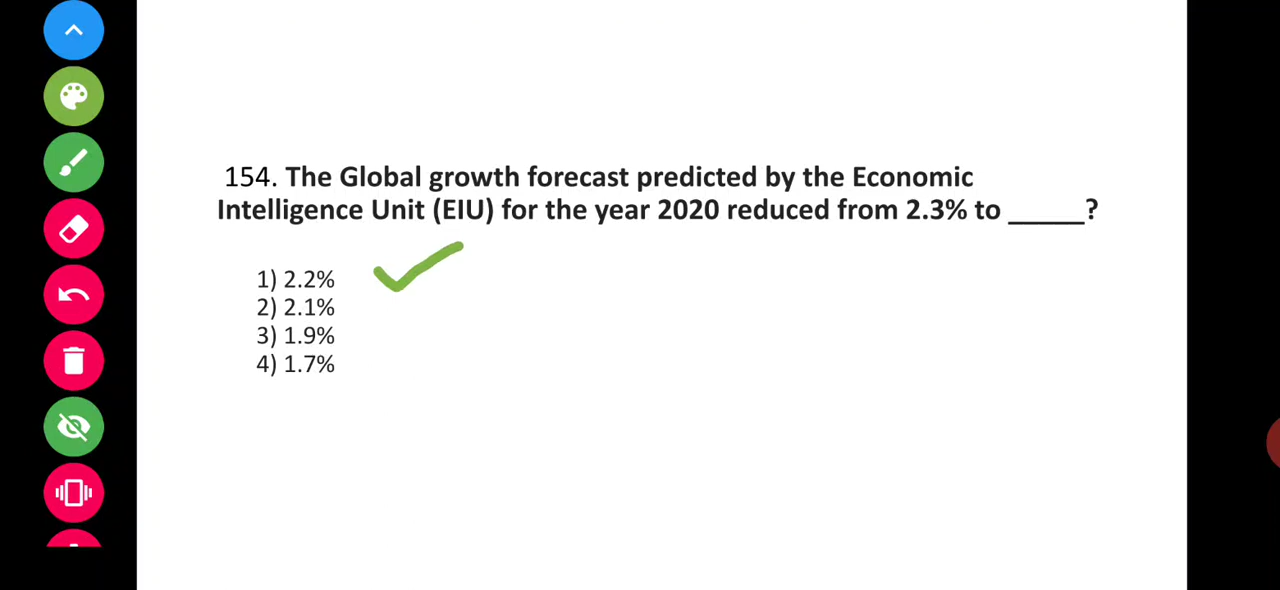 154. The Global growth forecast predicted by the Economic
Intelligence Unit (EIU) for the year 2020 reduced from 2.3% to _____?
1) 2.2%
2) 2.1%
3) 1.9%
4) 1.7%